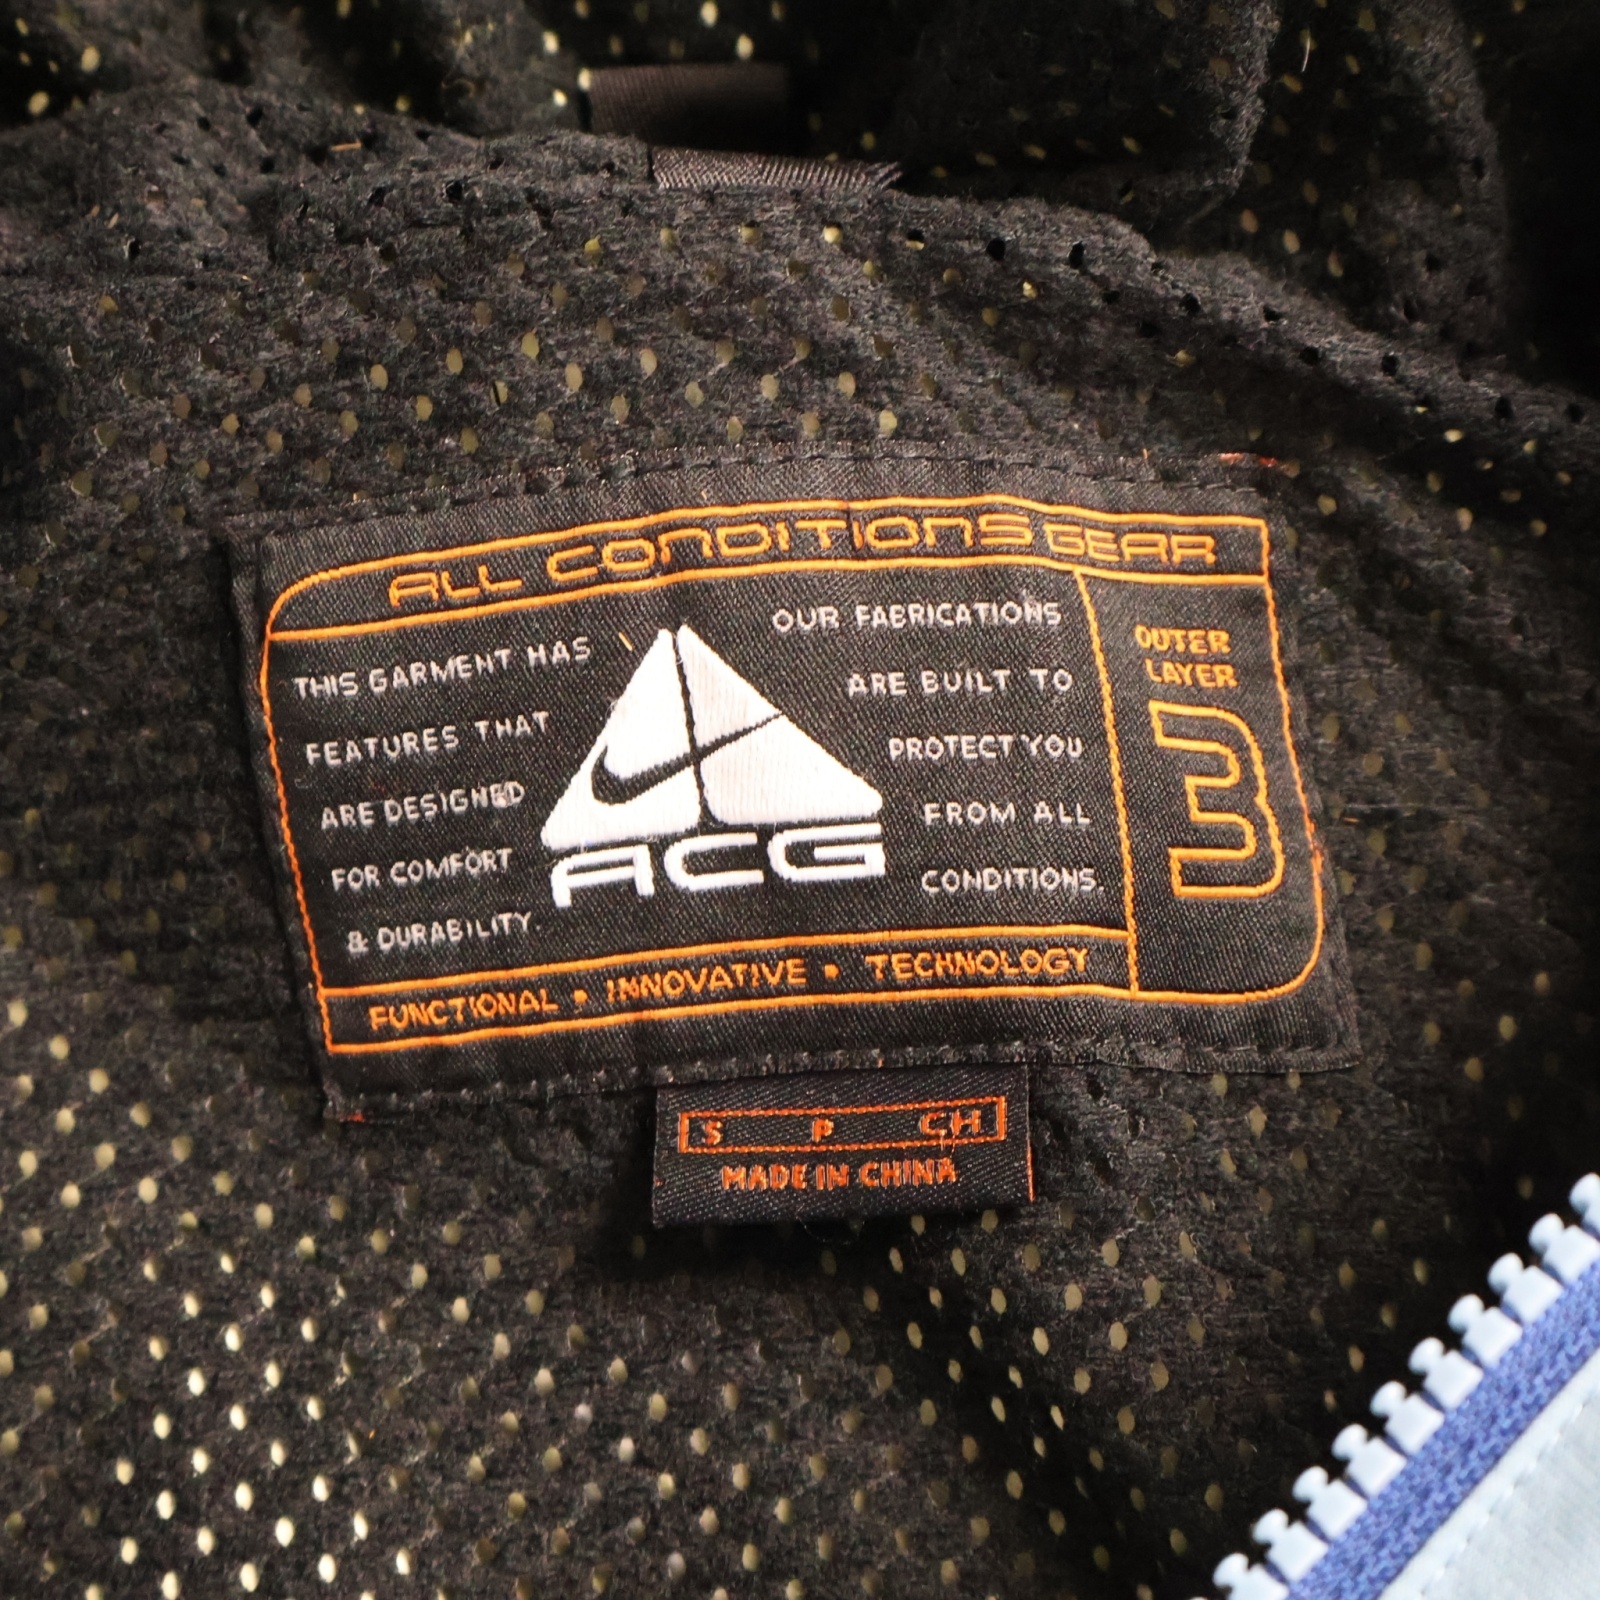 ALL CONDITIONS GEAR
THIS GARMENT HAS
FEATURES THAT
ARE DESIGNED
FOR COMFORT
& DURABILITY.
ACG
OUR FABRICATIONS
ARE BUILT TO
PROTECT YOU
FROM ALL
CONDITIONS.
OUTER
LAYER
3
FUNCTIONAL • INNOVATIVE • TECHNOLOGY
S P CH
MADE IN CHINA